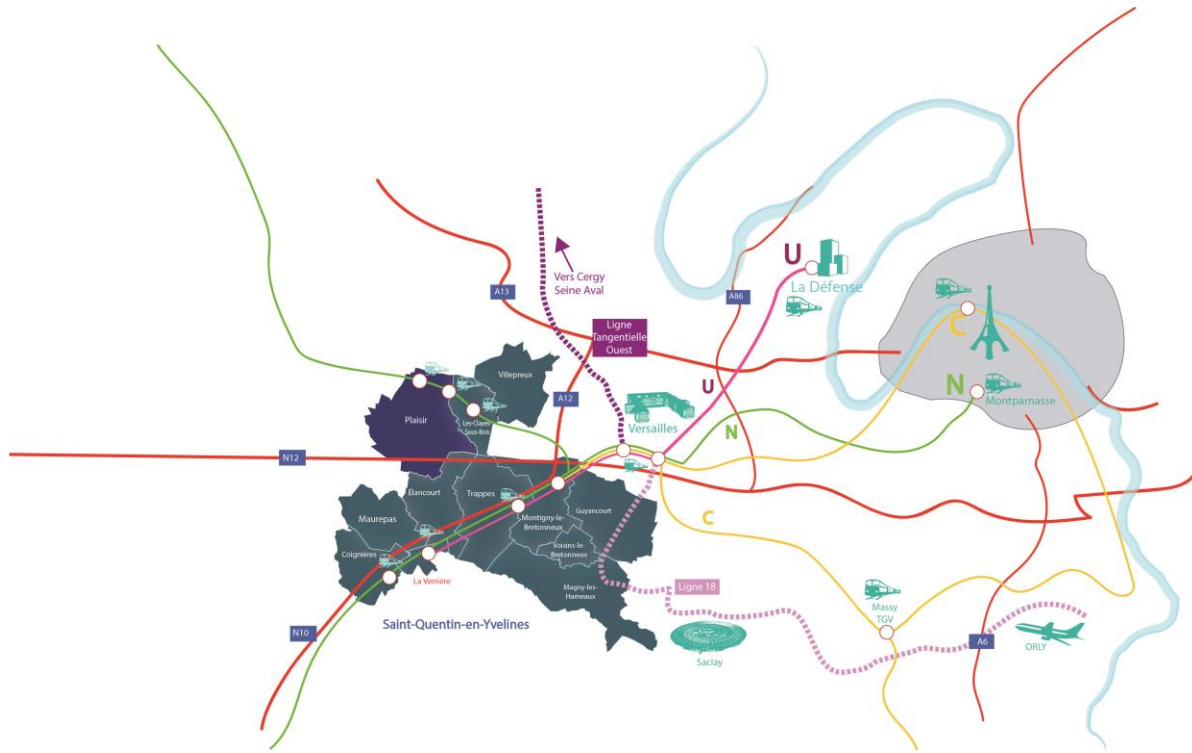 U
La Défense
A13
Vers Cergy
Seine Aval
A86
Ligne
Tangentielle
Ouest
C
Villepreux
U
N
Montparnasse
Plaisir
Les-Clayes
Sous-Bois
A12
Versailles
N
N12
Élancourt
Trappes
Maurepas
Montigny-le-
Bretonneux
Guyancourt
C
Coignières
Voisins-le-
Bretonneux
La Verrière
Magny-les-
Hameaux
Ligne 18
Massy
TGV
N10
Saint-Quentin-en-Yvelines
A6
ORLY
Saclay